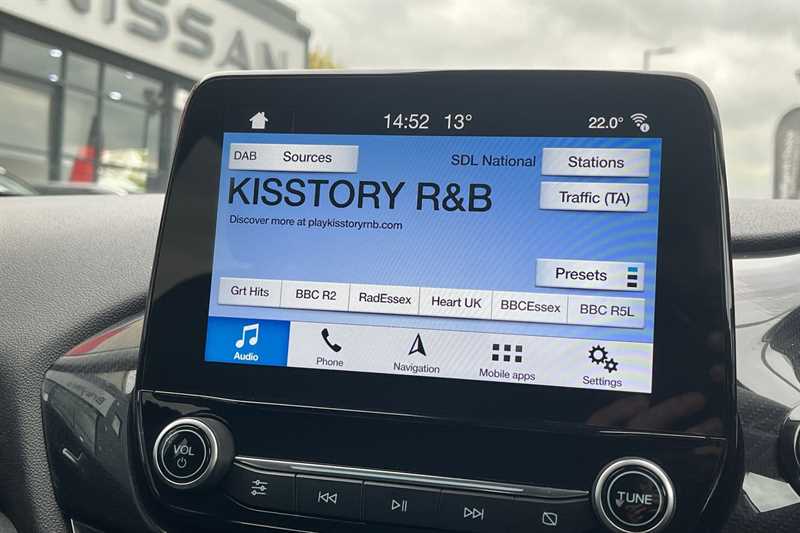 NISSAN
14:52 13° 22.0°
DAB Sources SDL National Stations
KISSTORY R&B
Traffic (TA)
Discover more at playkisstoryrnb.com
Presets
Grt Hits BBC R2 RadEssex Heart UK BBCEssex BBC R5L
Audio Phone Navigation Mobile apps Settings
VOL
TUNE